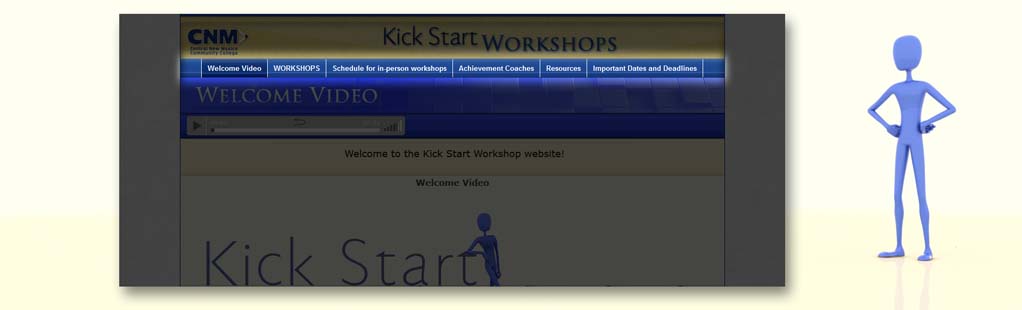 CNM
Central New Mexico
Community College
Kick Start WORKSHOPS
Welcome Video WORKSHOPS Schedule for in-person workshops Achievement Coaches Resources Important Dates and Deadlines
WELCOME VIDEO
Welcome to the Kick Start Workshop website!
Welcome Video
Kick Start